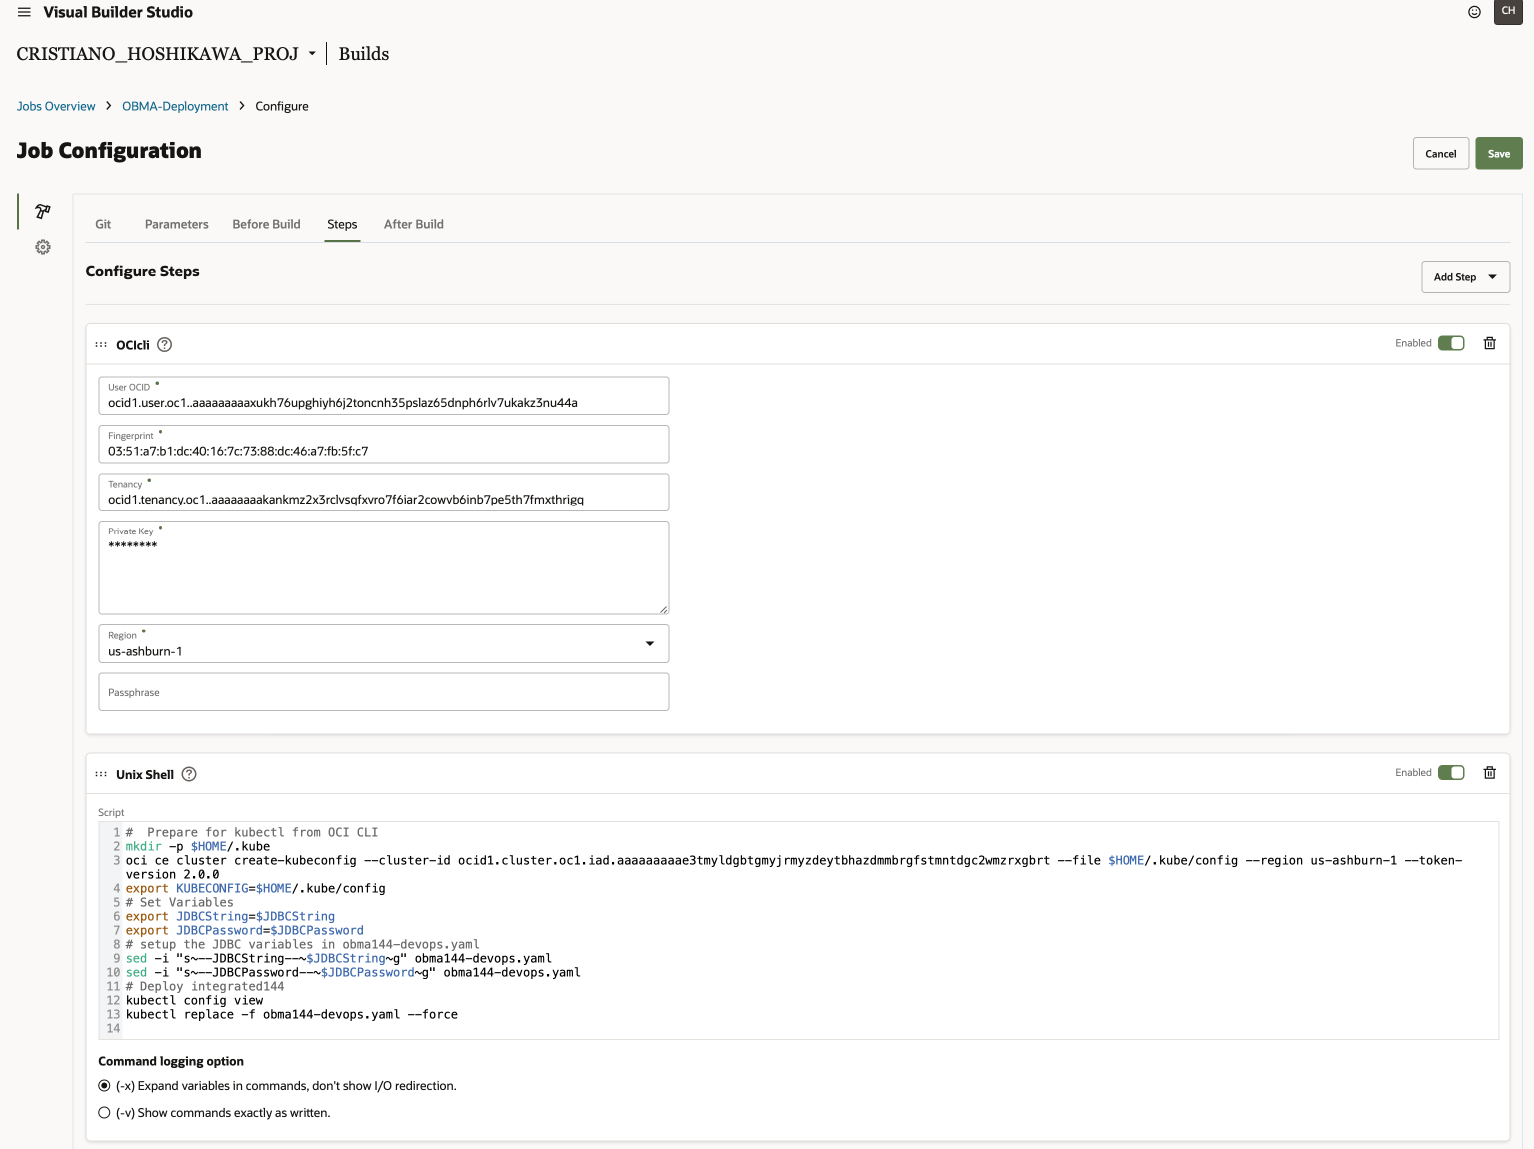 Visual Builder Studio
CH
CRISTIANO_HOSHIKAWA_PROJ
Builds
Jobs Overview > OBMA-Deployment > Configure
Job Configuration
Cancel
Save
Git
Parameters
Before Build
Steps
After Build
Configure Steps
Add Step
OCIcli
Enabled
User OCID
ocid1.user.oc1..aaaaaaaaaxukh76upghiyh6j2toncnh35pslaz65dnph6rlv7ukakz3nu44a
Fingerprint
03:51:a7:b1:dc:40:16:7c:73:88:dc:46:a7:fb:5f:c7
Tenancy
ocid1.tenancy.oc1..aaaaaaaakankmz2x3rclvsqfxvro7f6iar2cowvb6inb7pe5th7fmxthrigq
Private Key
********
Region
us-ashburn-1
Passphrase
Unix Shell
Enabled
Script
1 #  Prepare for kubectl from OCI CLI
2 mkdir -p $HOME/.kube
3 oci ce cluster create-kubeconfig --cluster-id ocid1.cluster.oc1.iad.aaaaaaaaae3tmyldgbtgmyjrmyzdeytbhazdmmbrgfstmntdgc2wmzrxgbrt --file $HOME/.kube/config --region us-ashburn-1 --token-
version 2.0.0
4 export KUBECONFIG=$HOME/.kube/config
5 # Set Variables
6 export JDBCString=$JDBCString
7 export JDBCPassword=$JDBCPassword
8 # setup the JDBC variables in obma144-devops.yaml
9 sed -i "s~--JDBCString--~$JDBCString~g" obma144-devops.yaml
10 sed -i "s~--JDBCPassword--~$JDBCPassword~g" obma144-devops.yaml
11 # Deploy integrated144
12 kubectl config view
13 kubectl replace -f obma144-devops.yaml --force
14
Command logging option
(-x) Expand variables in commands, don't show I/O redirection.
(-v) Show commands exactly as written.